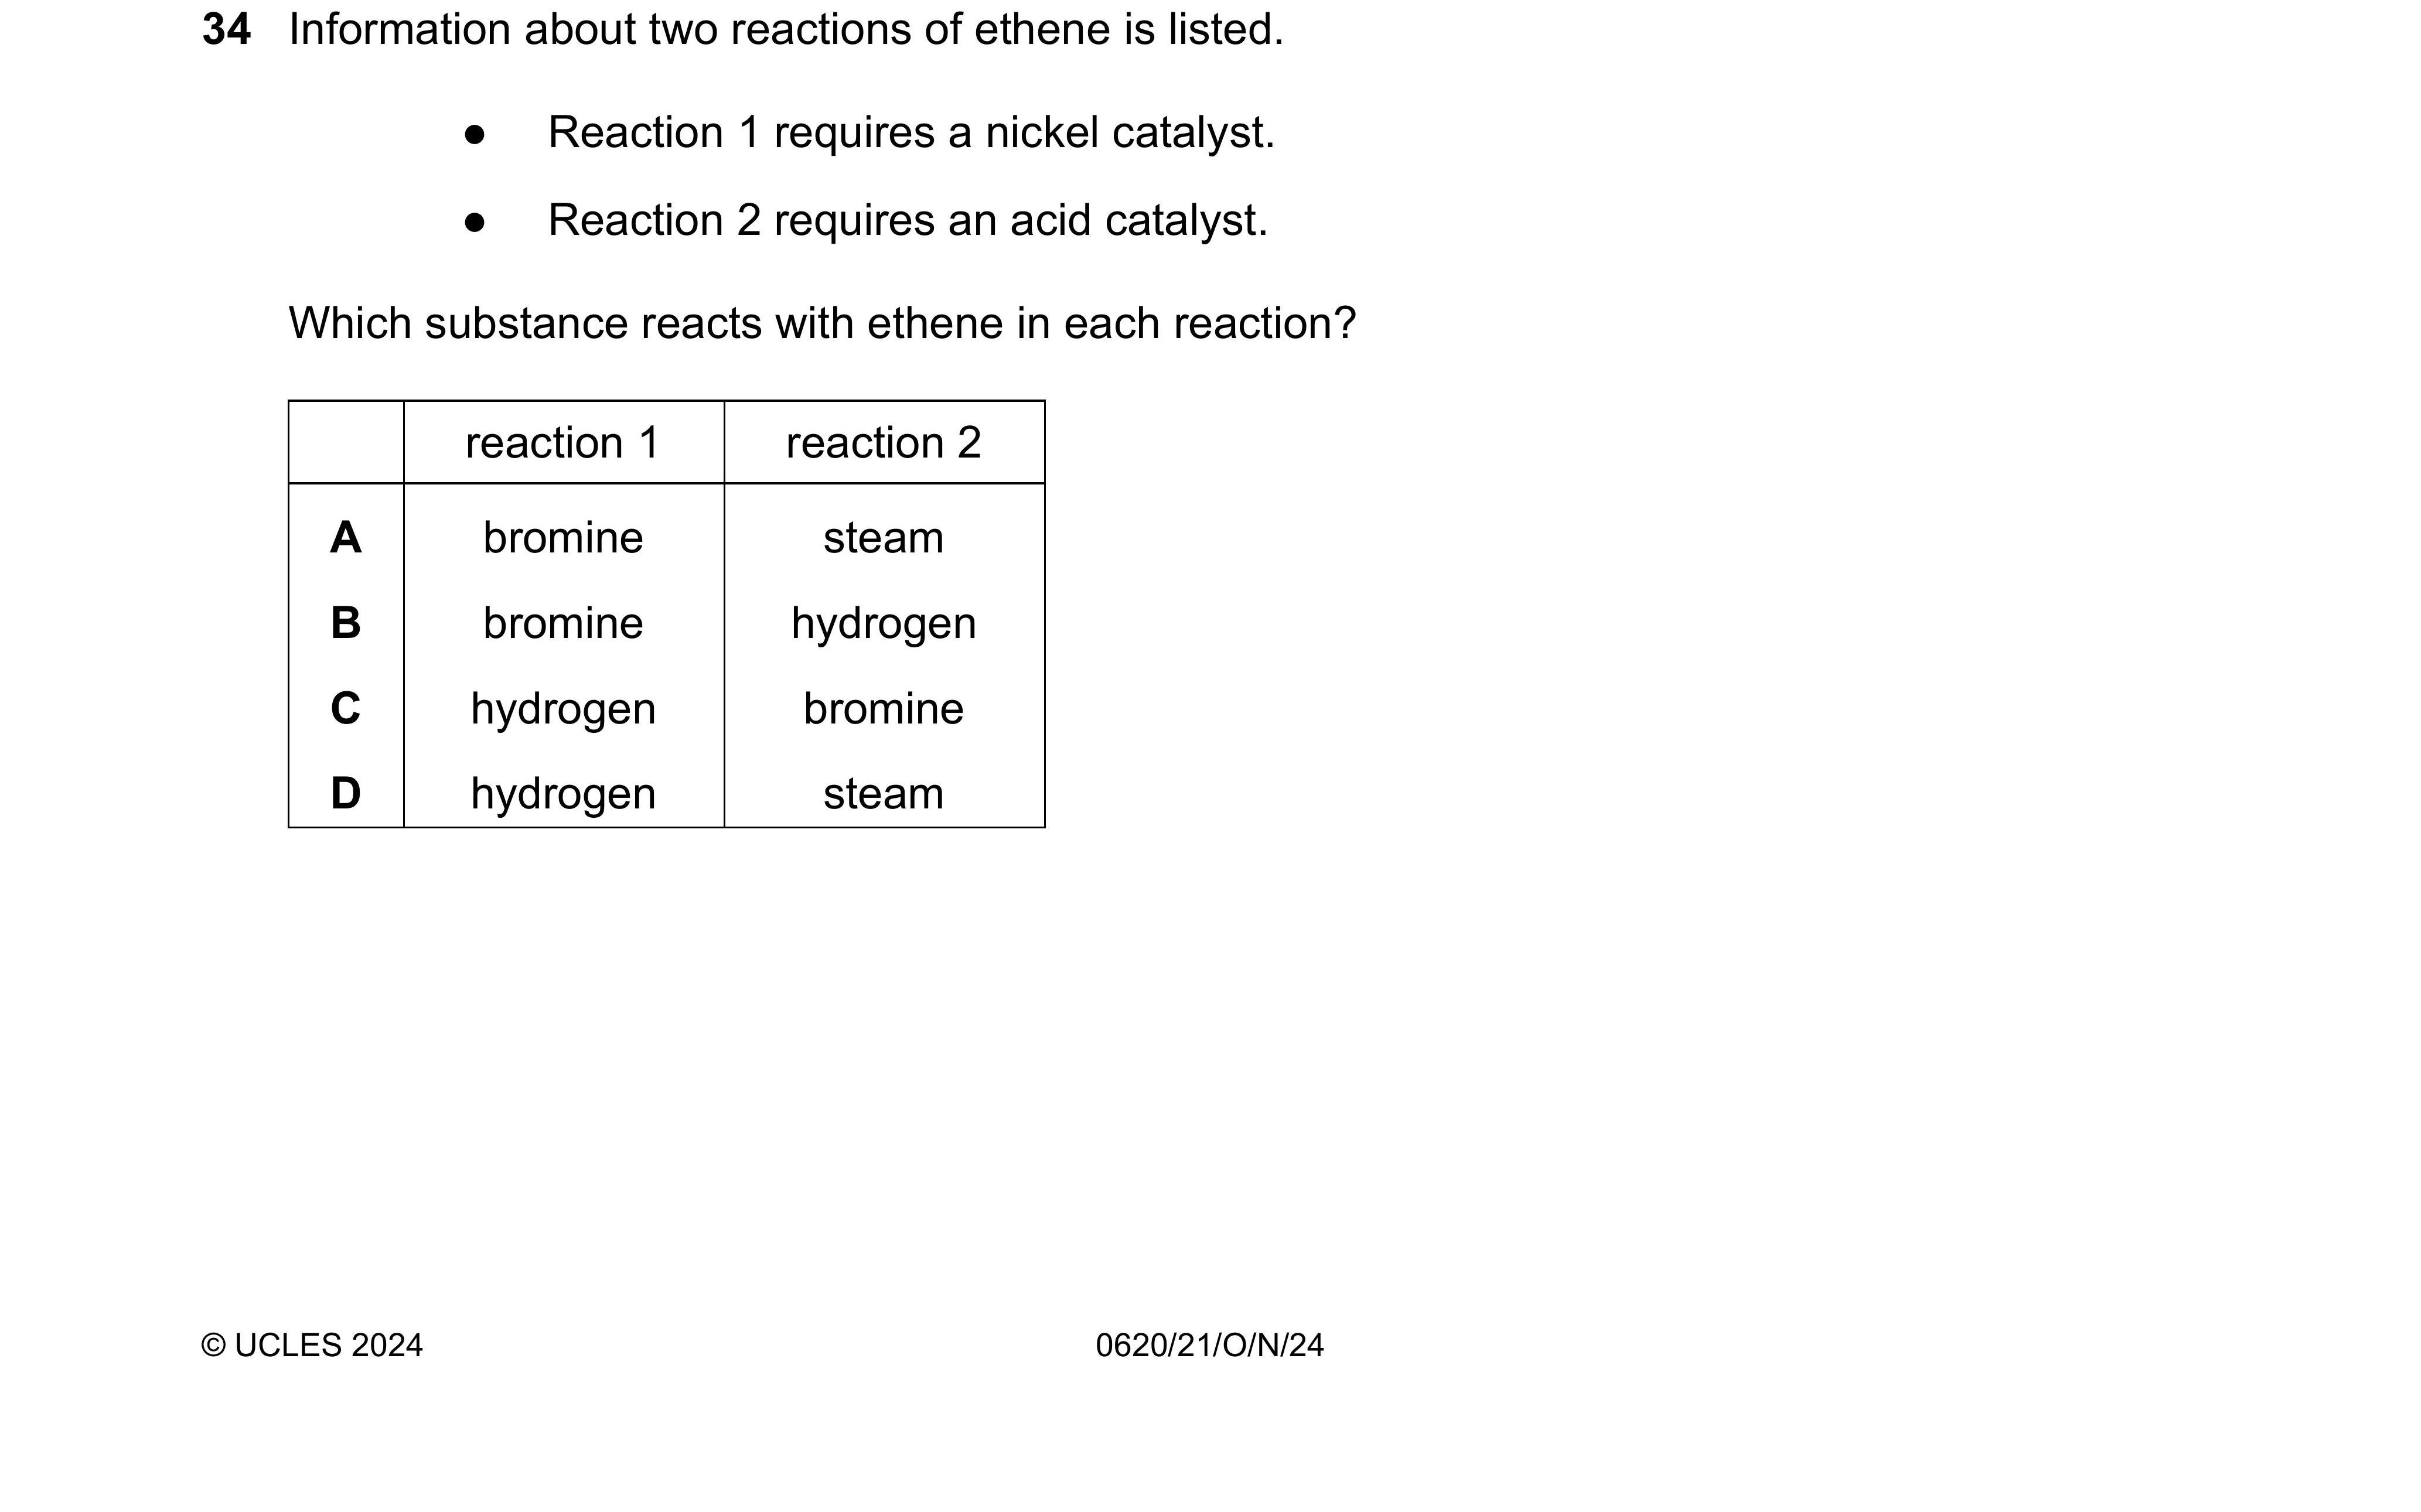 34 Information about two reactions of ethene is listed.
● Reaction 1 requires a nickel catalyst.
● Reaction 2 requires an acid catalyst.
Which substance reacts with ethene in each reaction?
reaction 1 reaction 2
A bromine steam
B bromine hydrogen
C hydrogen bromine
D hydrogen steam
© UCLES 2024 0620/21/O/N/24